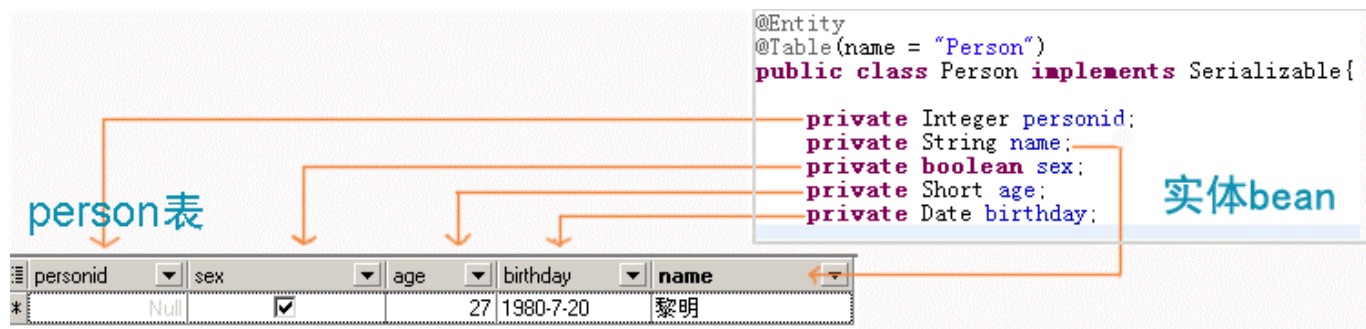 @Entity
@Table(name = "Person")
public class Person implements Serializable{
private Integer personid;
private String name;
private boolean sex;
private Short age;
private Date birthday;
实体bean
person表
personid sex age birthday name
* Null 27 1980-7-20 黎明